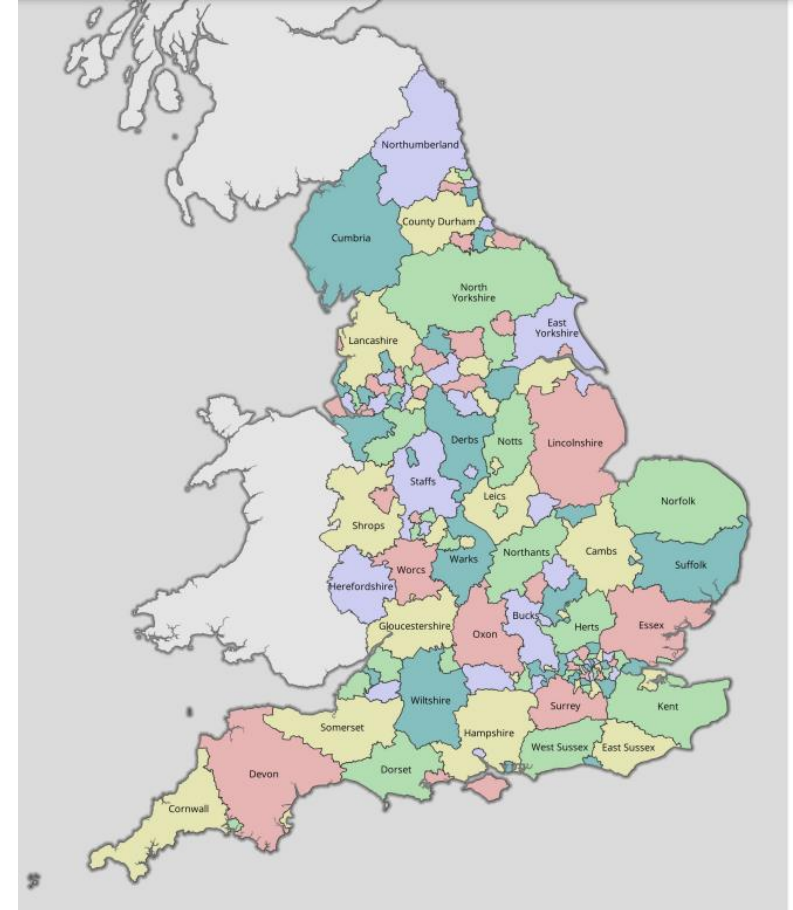 Northumberland
Cumbria
County Durham
North
Yorkshire
East
Yorkshire
Lancashire
Derbs
Notts
Lincolnshire
Staffs
Leics
Norfolk
Shrops
Warks
Northants
Cambs
Suffolk
Herefordshire
Worcs
Gloucestershire
Oxon
Bucks
Herts
Essex
Wiltshire
Surrey
Kent
Somerset
Hampshire
West Sussex
East Sussex
Devon
Dorset
Cornwall